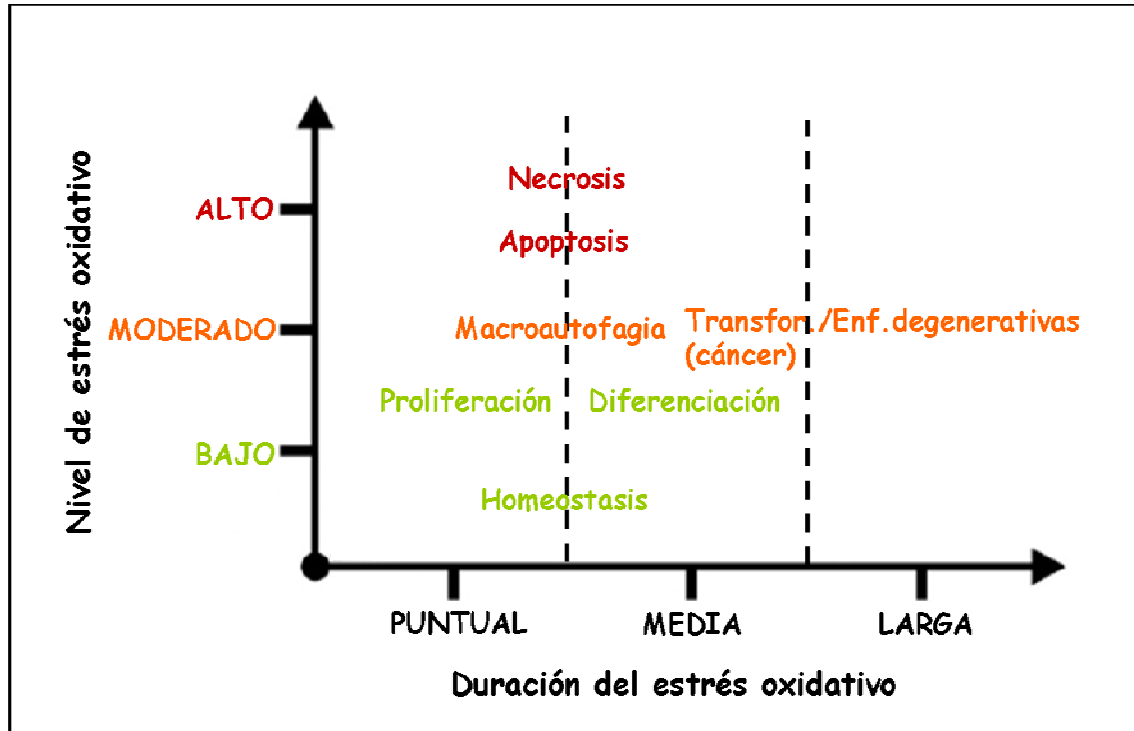 Nivel de estrés oxidativo
ALTO
MODERADO
BAJO
Necrosis
Apoptosis
Macroautofagia
Transfor./Enf.degenerativas
(cáncer)
Proliferación
Diferenciación
Homeostasis
PUNTUAL
MEDIA
LARGA
Duración del estrés oxidativo